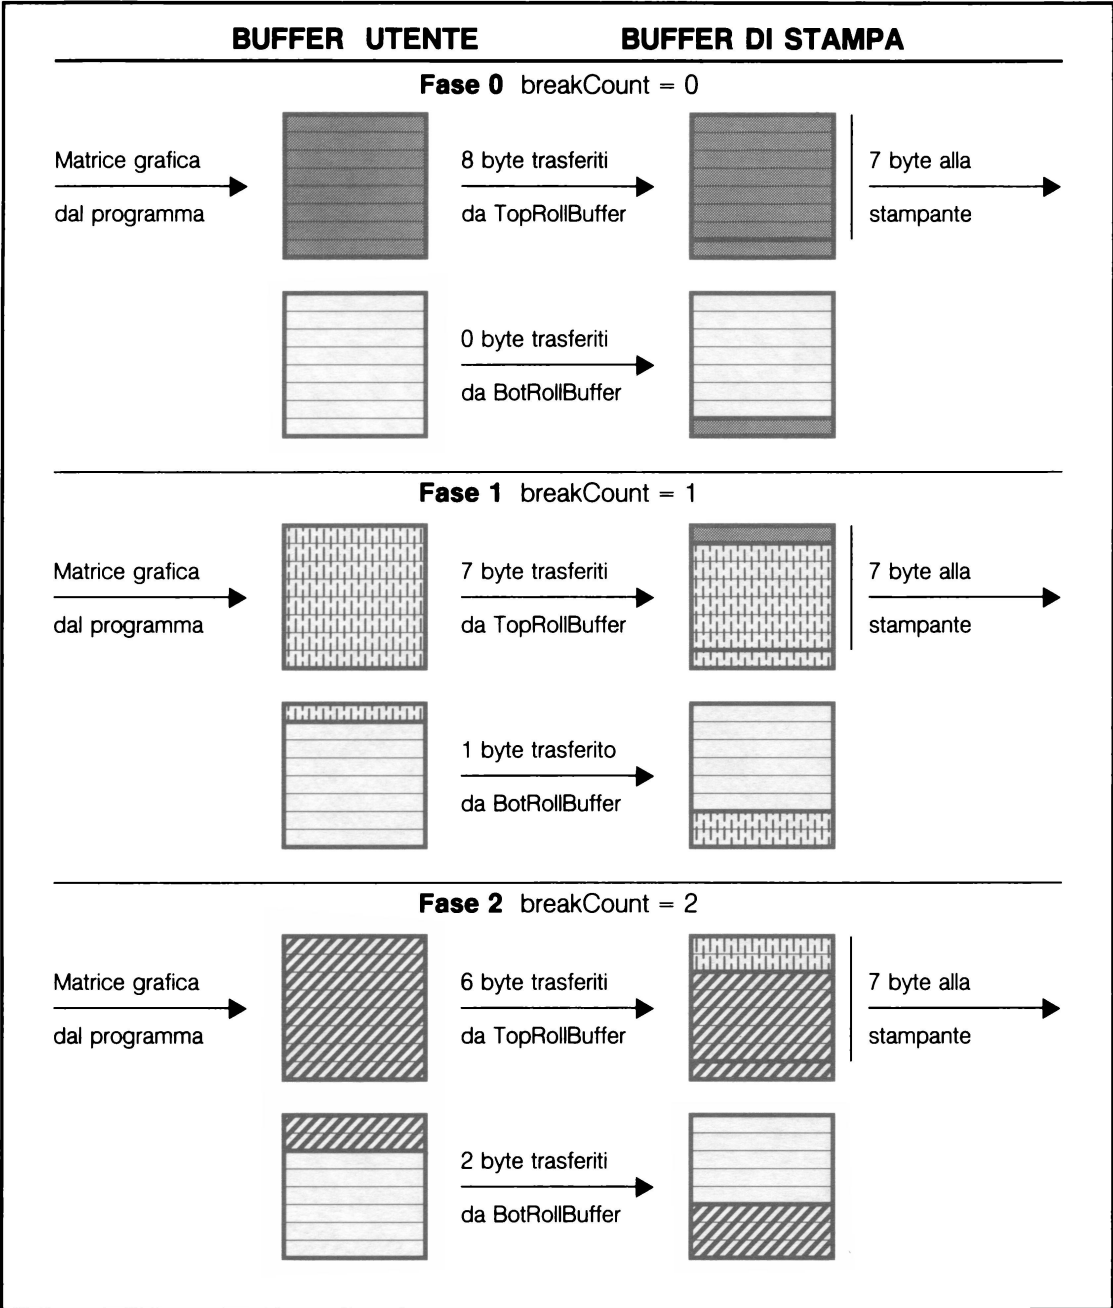 BUFFER UTENTE
BUFFER DI STAMPA
Fase 0 breakCount = 0
Matrice grafica
dal programma
8 byte trasferiti
da TopRollBuffer
7 byte alla
stampante
0 byte trasferiti
da BotRollBuffer
Fase 1 breakCount = 1
Matrice grafica
dal programma
7 byte trasferiti
da TopRollBuffer
7 byte alla
stampante
1 byte trasferito
da BotRollBuffer
Fase 2 breakCount = 2
Matrice grafica
dal programma
6 byte trasferiti
da TopRollBuffer
7 byte alla
stampante
2 byte trasferiti
da BotRollBuffer